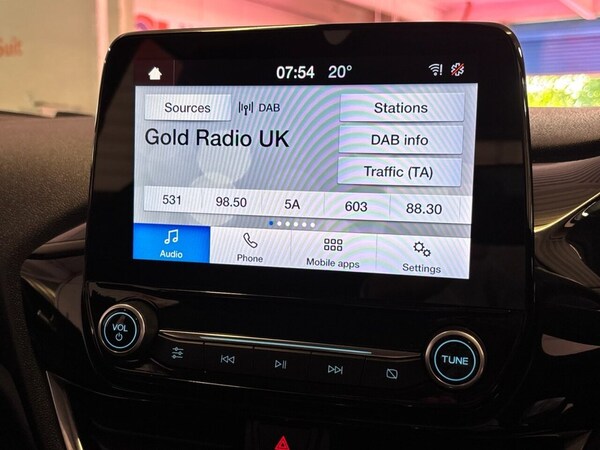 suit
07:54 20°
Sources DAB Stations
Gold Radio UK
DAB info
Traffic (TA)
531 98.50 5A 603 88.30
Audio Phone Mobile apps Settings
VOL
TUNE